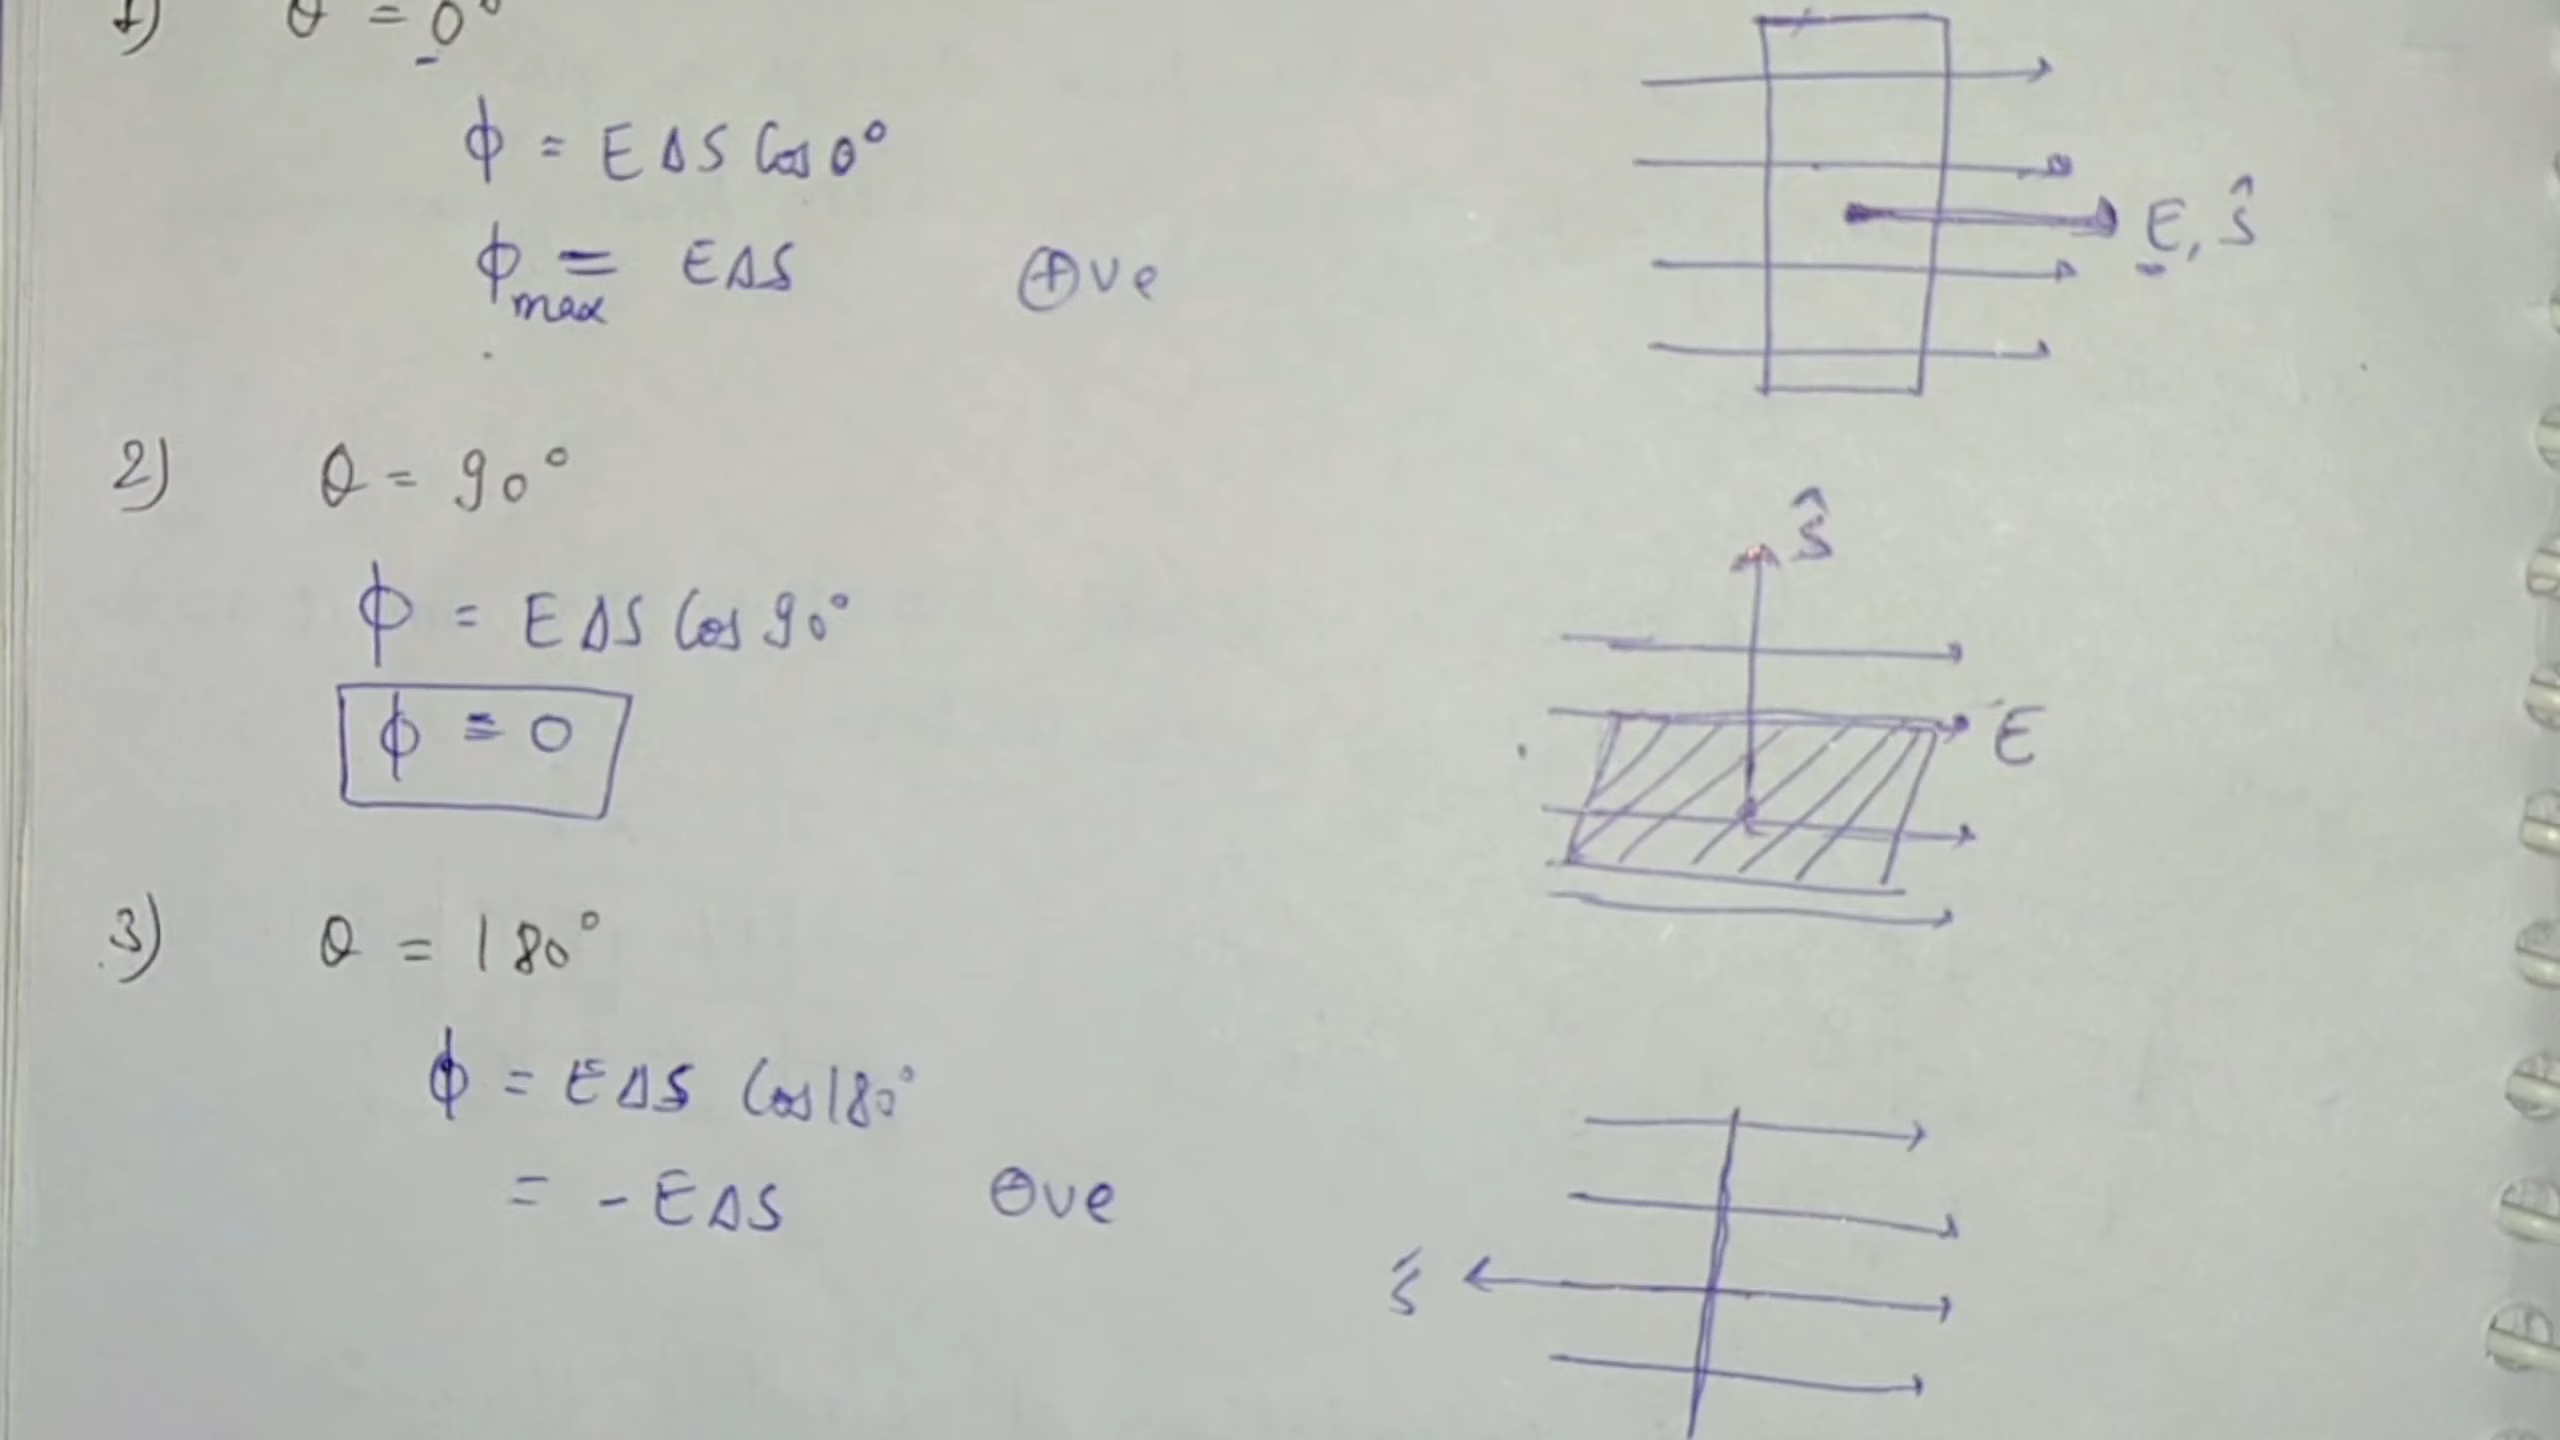 1) θ = 0°
ϕ = EΔS Cos 0°
ϕmax = EΔS ⊕ve
E, ŝ
2) θ = 90°
ŝ
ϕ = EΔS Cos 90°
E
ϕ = 0
3) θ = 180°
ϕ = EΔS Cos 180°
= - EΔS ⊖ve
ŝ